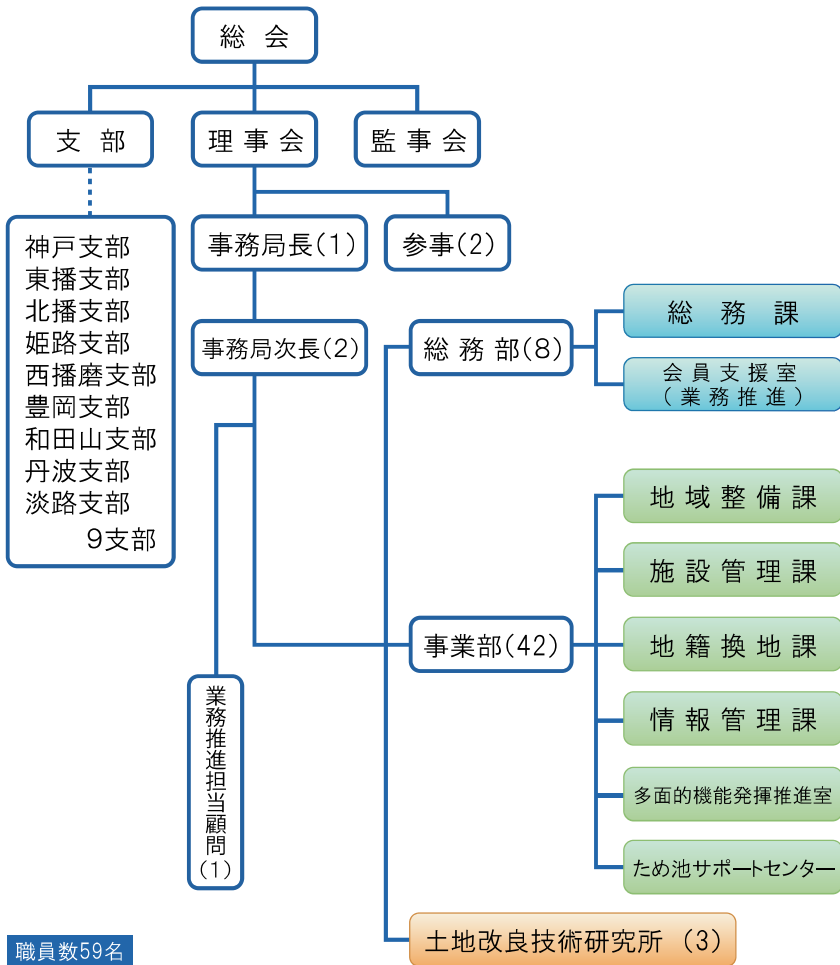 総会
支部
理事会
監事会
神戸支部
東播支部
北播支部
姫路支部
西播磨支部
豊岡支部
和田山支部
丹波支部
淡路支部
9支部
事務局長(1)
参事(2)
事務局次長(2)
業務推進担当顧問(1)
総務部(8)
総務課
会員支援室
(業務推進)
事業部(42)
地域整備課
施設管理課
地籍換地課
情報管理課
多面的機能発揮推進室
ため池サポートセンター
土地改良技術研究所 (3)
職員数59名